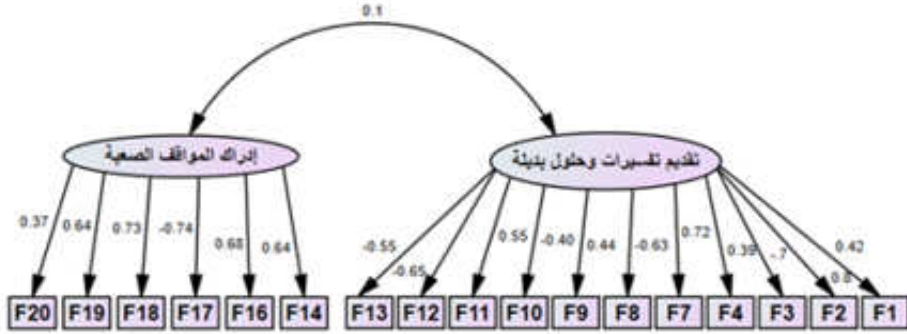 0.1
إدراك المواقف الصعبة
تقديم تفسيرات وحلول بديلة
0.37 0.64 0.73 -0.74 0.68 0.64
-0.55 -0.65 0.55 -0.40 0.44 -0.63 0.72 0.39 -.7 0.8 0.42
F20 F19 F18 F17 F16 F14 F13 F12 F11 F10 F9 F8 F7 F4 F3 F2 F1